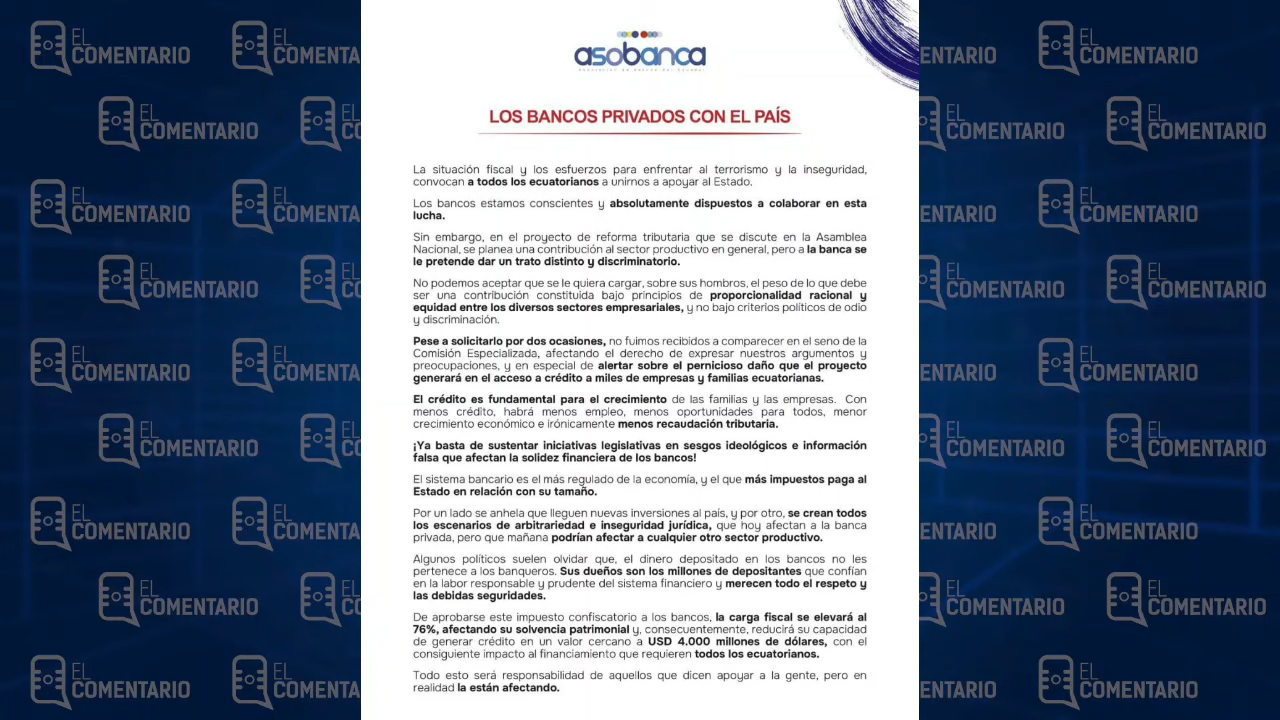 asobanca
LOS BANCOS PRIVADOS CON EL PAÍS
La situación fiscal y los esfuerzos para enfrentar al terrorismo y la inseguridad,
convocan a todos los ecuatorianos a unirnos a apoyar al Estado.
Los bancos estamos conscientes y absolutamente dispuestos a colaborar en esta
lucha.
Sin embargo, en el proyecto de reforma tributaria que se discute en la Asamblea
Nacional, se planea una contribución al sector productivo en general, pero a la banca se
le pretende dar un trato distinto y discriminatorio.
No podemos aceptar que se le quiera cargar, sobre sus hombros, el peso de lo que debe
ser una contribución constituida bajo principios de proporcionalidad racional y
equidad entre los diversos sectores empresariales, y no bajo criterios políticos de odio
y discriminación.
Pese a solicitarlo por dos ocasiones, no fuimos recibidos a comparecer en el seno de la
Comisión Especializada, afectando el derecho de expresar nuestros argumentos y
preocupaciones, y en especial de alertar sobre el pernicioso daño que el proyecto
generará en el acceso a crédito a miles de empresas y familias ecuatorianas.
El crédito es fundamental para el crecimiento de las familias y las empresas. Con
menos crédito, habrá menos empleo, menos oportunidades para todos, menor
crecimiento económico e irónicamente menos recaudación tributaria.
¡Ya basta de sustentar iniciativas legislativas en sesgos ideológicos e información
falsa que afectan la solidez financiera de los bancos!
El sistema bancario es el más regulado de la economía, y el que más impuestos paga al
Estado en relación con su tamaño.
Por un lado se anhela que lleguen nuevas inversiones al país, y por otro, se crean todos
los escenarios de arbitrariedad e inseguridad jurídica, que hoy afectan a la banca
privada, pero que mañana podrían afectar a cualquier otro sector productivo.
Algunos políticos suelen olvidar que, el dinero depositado en los bancos no les
pertenece a los banqueros. Sus dueños son los millones de depositantes que confían
en la labor responsable y prudente del sistema financiero y merecen todo el respeto y
las debidas seguridades.
De aprobarse este impuesto confiscatorio a los bancos, la carga fiscal se elevará al
76%, afectando su solvencia patrimonial y, consecuentemente, reducirá su capacidad
de generar crédito en un valor cercano a USD 4.000 millones de dólares, con el
consiguiente impacto al financiamiento que requieren todos los ecuatorianos.
Todo esto será responsabilidad de aquellos que dicen apoyar a la gente, pero en
realidad la están afectando.
EL COMENTARIO